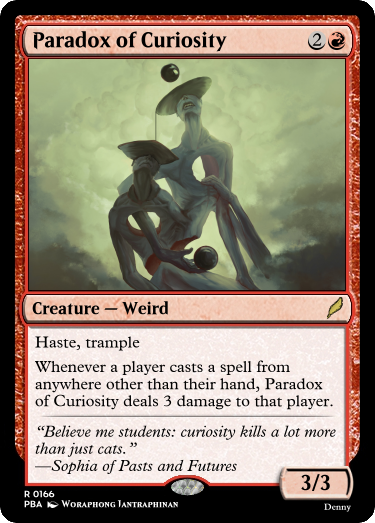 Paradox of Curiosity 2
Creature — Weird
Haste, trample
Whenever a player casts a spell from
anywhere other than their hand, Paradox
of Curiosity deals 3 damage to that player.
“Believe me students: curiosity kills a lot more
than just cats.”
—Sophia of Pasts and Futures
3/3
R 0166
PBA Woraphong Jantraphinan
Denny